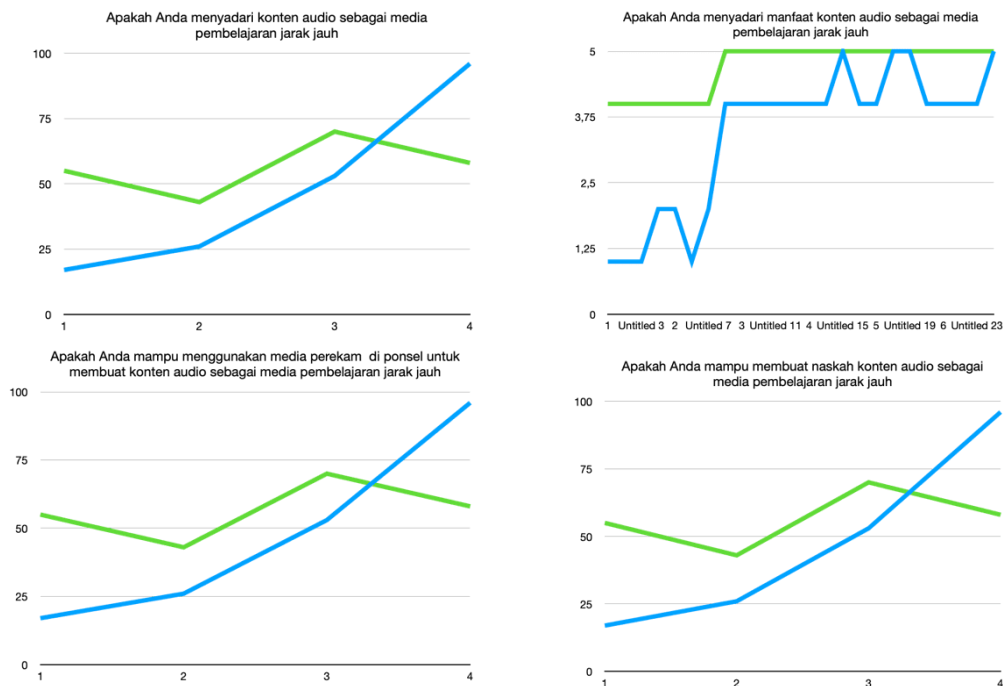 Apakah Anda menyadari konten audio sebagai media
pembelajaran jarak jauh
100
75
50
25
0
1 2 3 4
Apakah Anda menyadari manfaat konten audio sebagai media
pembelajaran jarak jauh
5
3,75
2,5
1,25
0
1 Untitled 3 2 Untitled 7 3 Untitled 11 4 Untitled 15 5 Untitled 19 6 Untitled 23
Apakah Anda mampu menggunakan media perekam di ponsel untuk
membuat konten audio sebagai media pembelajaran jarak jauh
100
75
50
25
0
1 2 3 4
Apakah Anda mampu membuat naskah konten audio sebagai
media pembelajaran jarak jauh
100
75
50
25
0
1 2 3 4